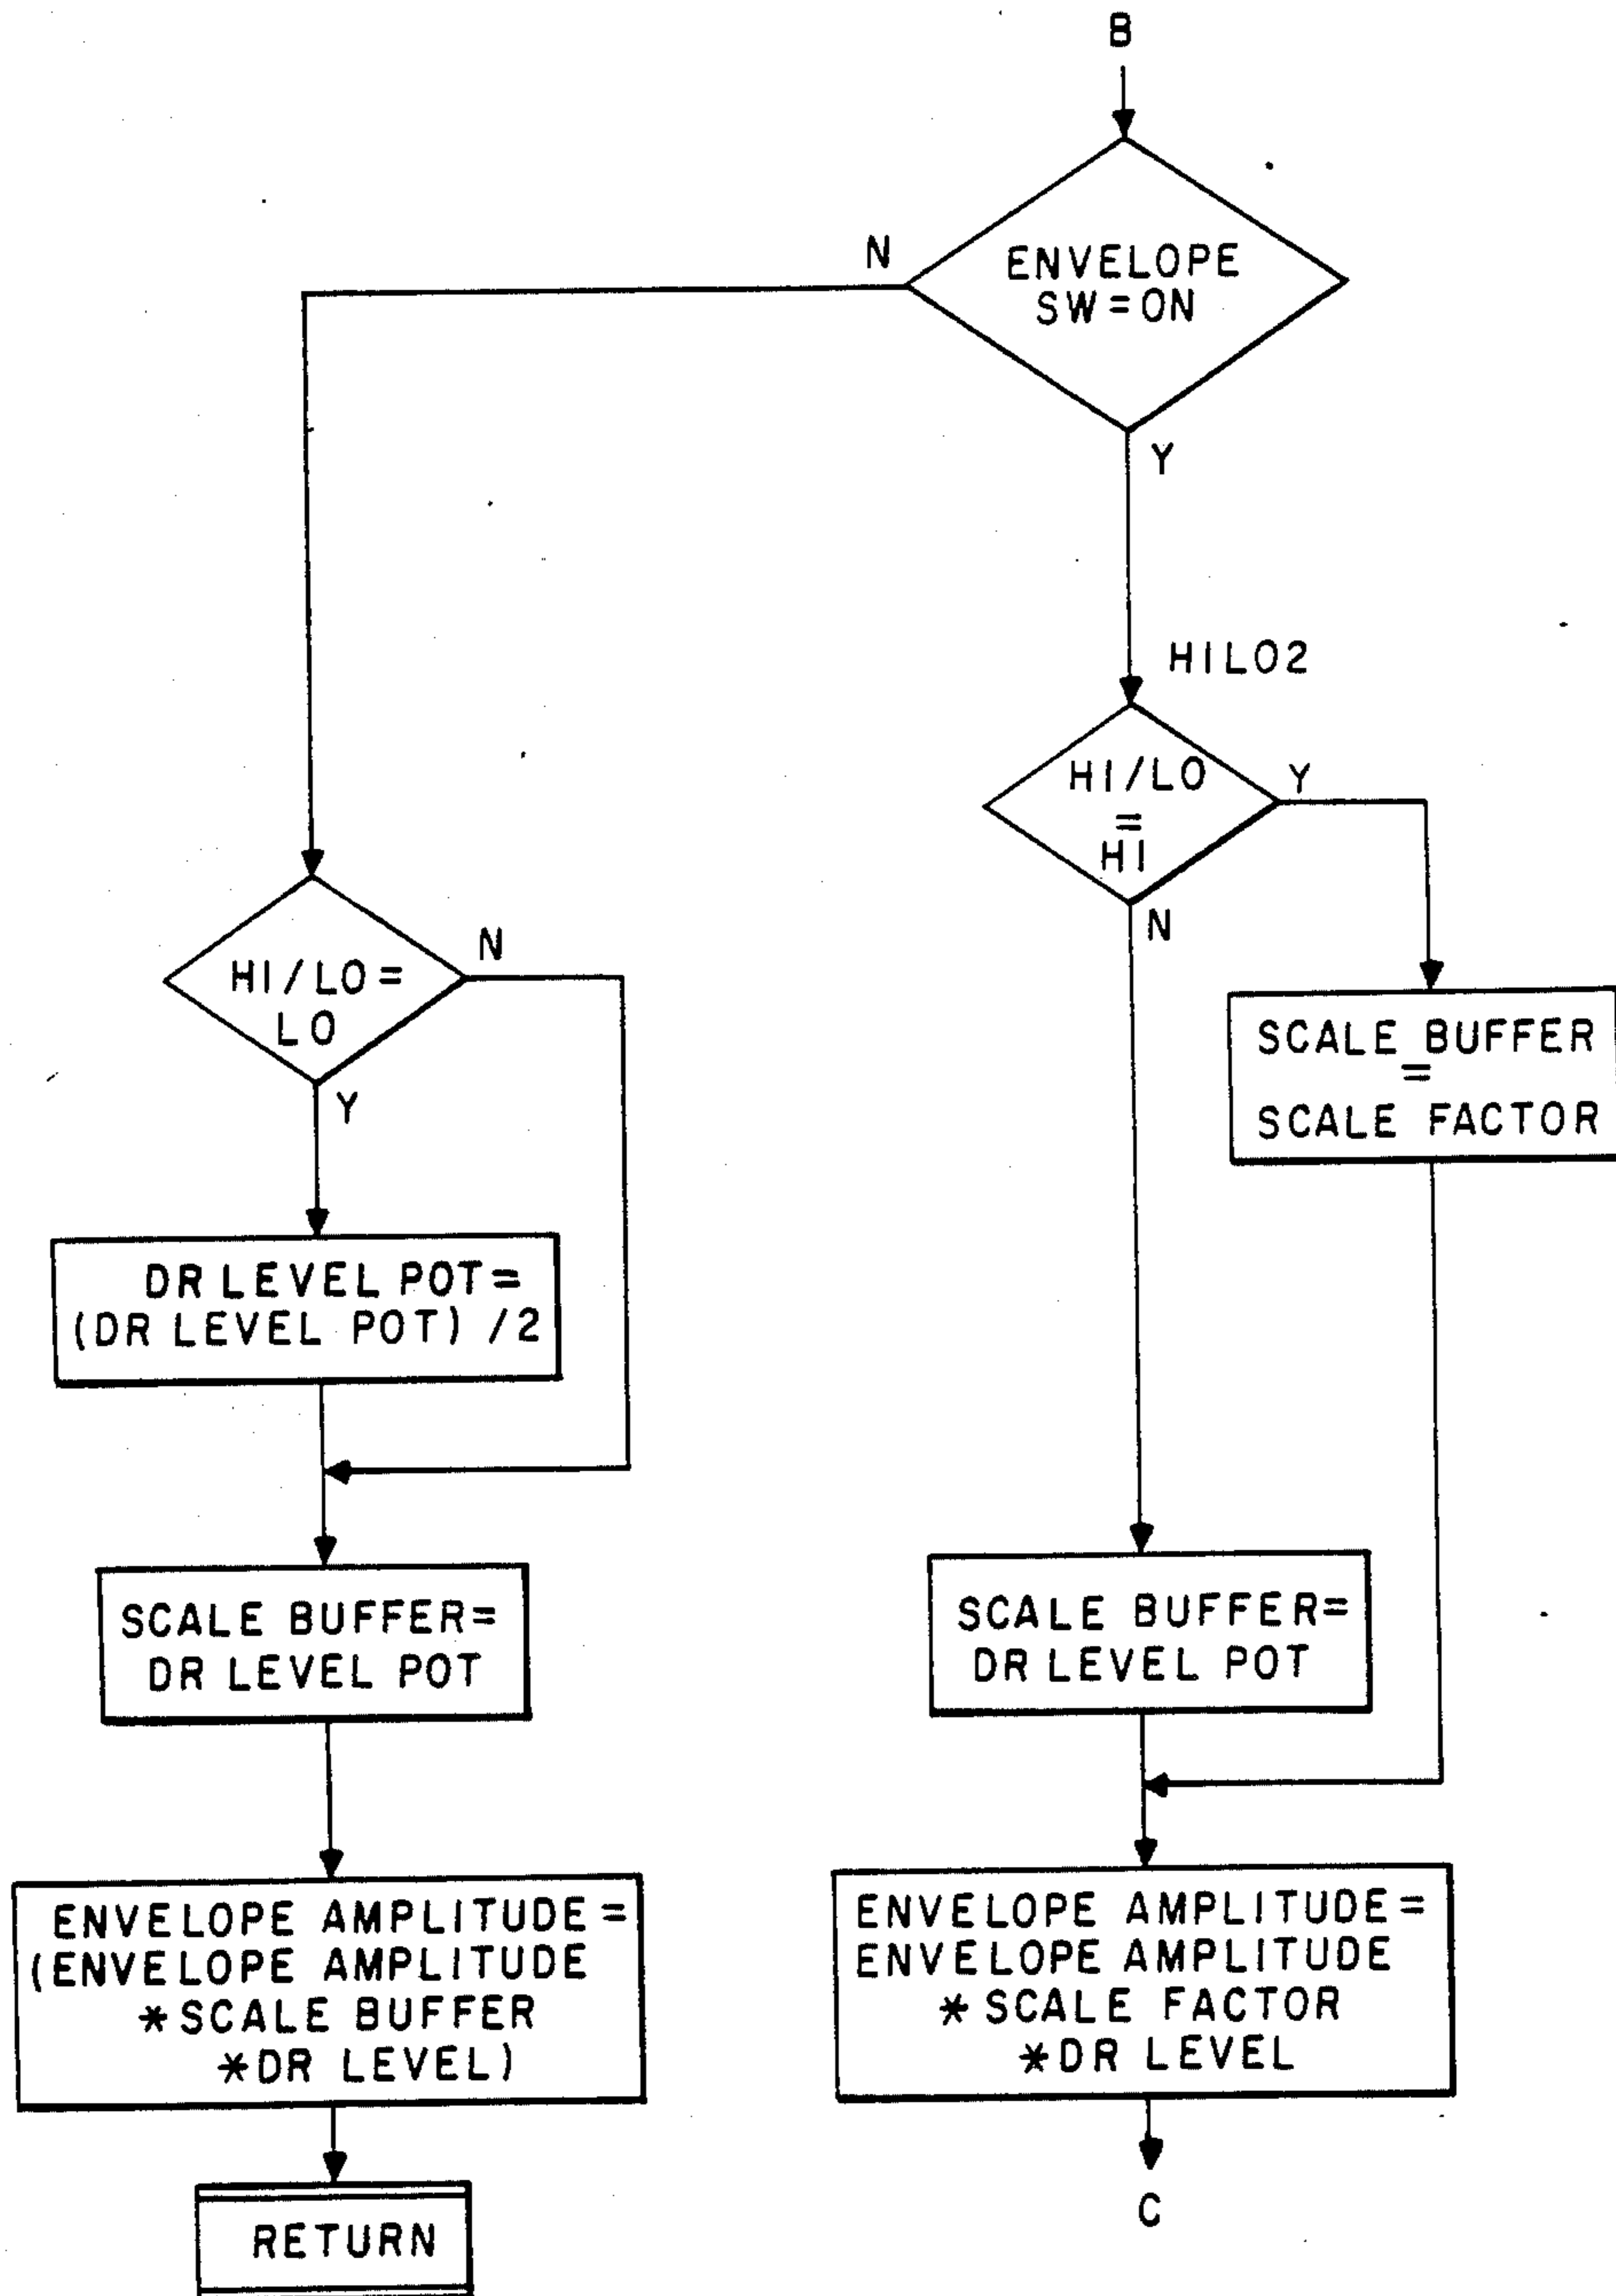 B
N
ENVELOPE
SW=ON
Y
HILO2
HI/LO
=
HI
Y
N
HI/LO=
LO
N
Y
SCALE BUFFER
=
SCALE FACTOR
DR LEVEL POT=
(DR LEVEL POT) /2
SCALE BUFFER=
DR LEVEL POT
SCALE BUFFER=
DR LEVEL POT
ENVELOPE AMPLITUDE=
(ENVELOPE AMPLITUDE
*SCALE BUFFER
*DR LEVEL)
ENVELOPE AMPLITUDE=
ENVELOPE AMPLITUDE
*SCALE FACTOR
*DR LEVEL
RETURN
C